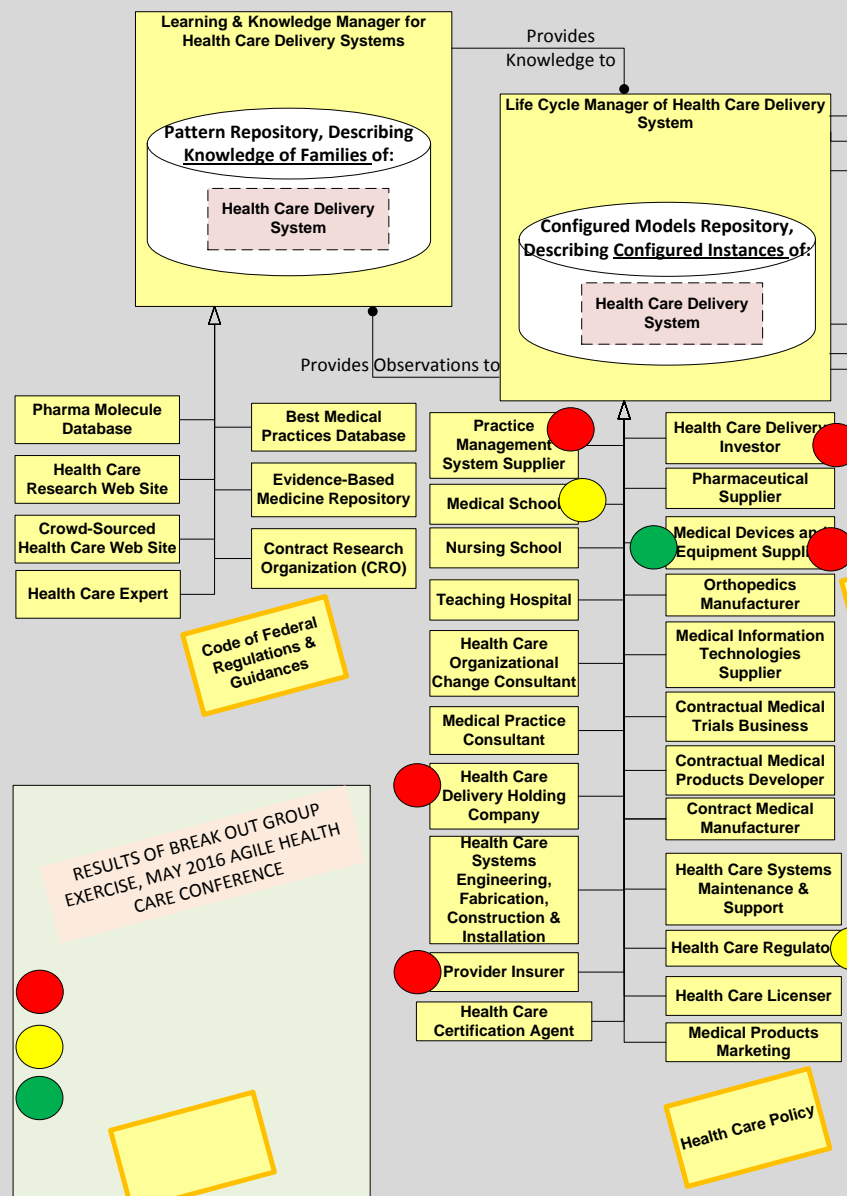 Learning & Knowledge Manager for
Health Care Delivery Systems
Provides
Knowledge to
Pattern Repository, Describing
Knowledge of Families of:
Health Care Delivery
System
Life Cycle Manager of Health Care Delivery
System
Configured Models Repository,
Describing Configured Instances of:
Health Care Delivery
System
Provides Observations to
Pharma Molecule
Database
Health Care
Research Web Site
Crowd-Sourced
Health Care Web Site
Health Care Expert
Best Medical
Practices Database
Evidence-Based
Medicine Repository
Contract Research
Organization (CRO)
Code of Federal
Regulations &
Guidances
Practice
Management
System Supplier
Medical School
Nursing School
Teaching Hospital
Health Care
Organizational
Change Consultant
Medical Practice
Consultant
Health Care
Delivery Holding
Company
Health Care
Systems
Engineering,
Fabrication,
Construction &
Installation
Provider Insurer
Health Care
Certification Agent
Health Care Delivery
Investor
Pharmaceutical
Supplier
Medical Devices and
Equipment Supplier
Orthopedics
Manufacturer
Medical Information
Technologies
Supplier
Contractual Medical
Trials Business
Contractual Medical
Products Developer
Contract Medical
Manufacturer
Health Care Systems
Maintenance &
Support
Health Care Regulato
Health Care Licenser
Medical Products
Marketing
Health Care Policy
RESULTS OF BREAK OUT GROUP
EXERCISE, MAY 2016 AGILE HEALTH
CARE CONFERENCE